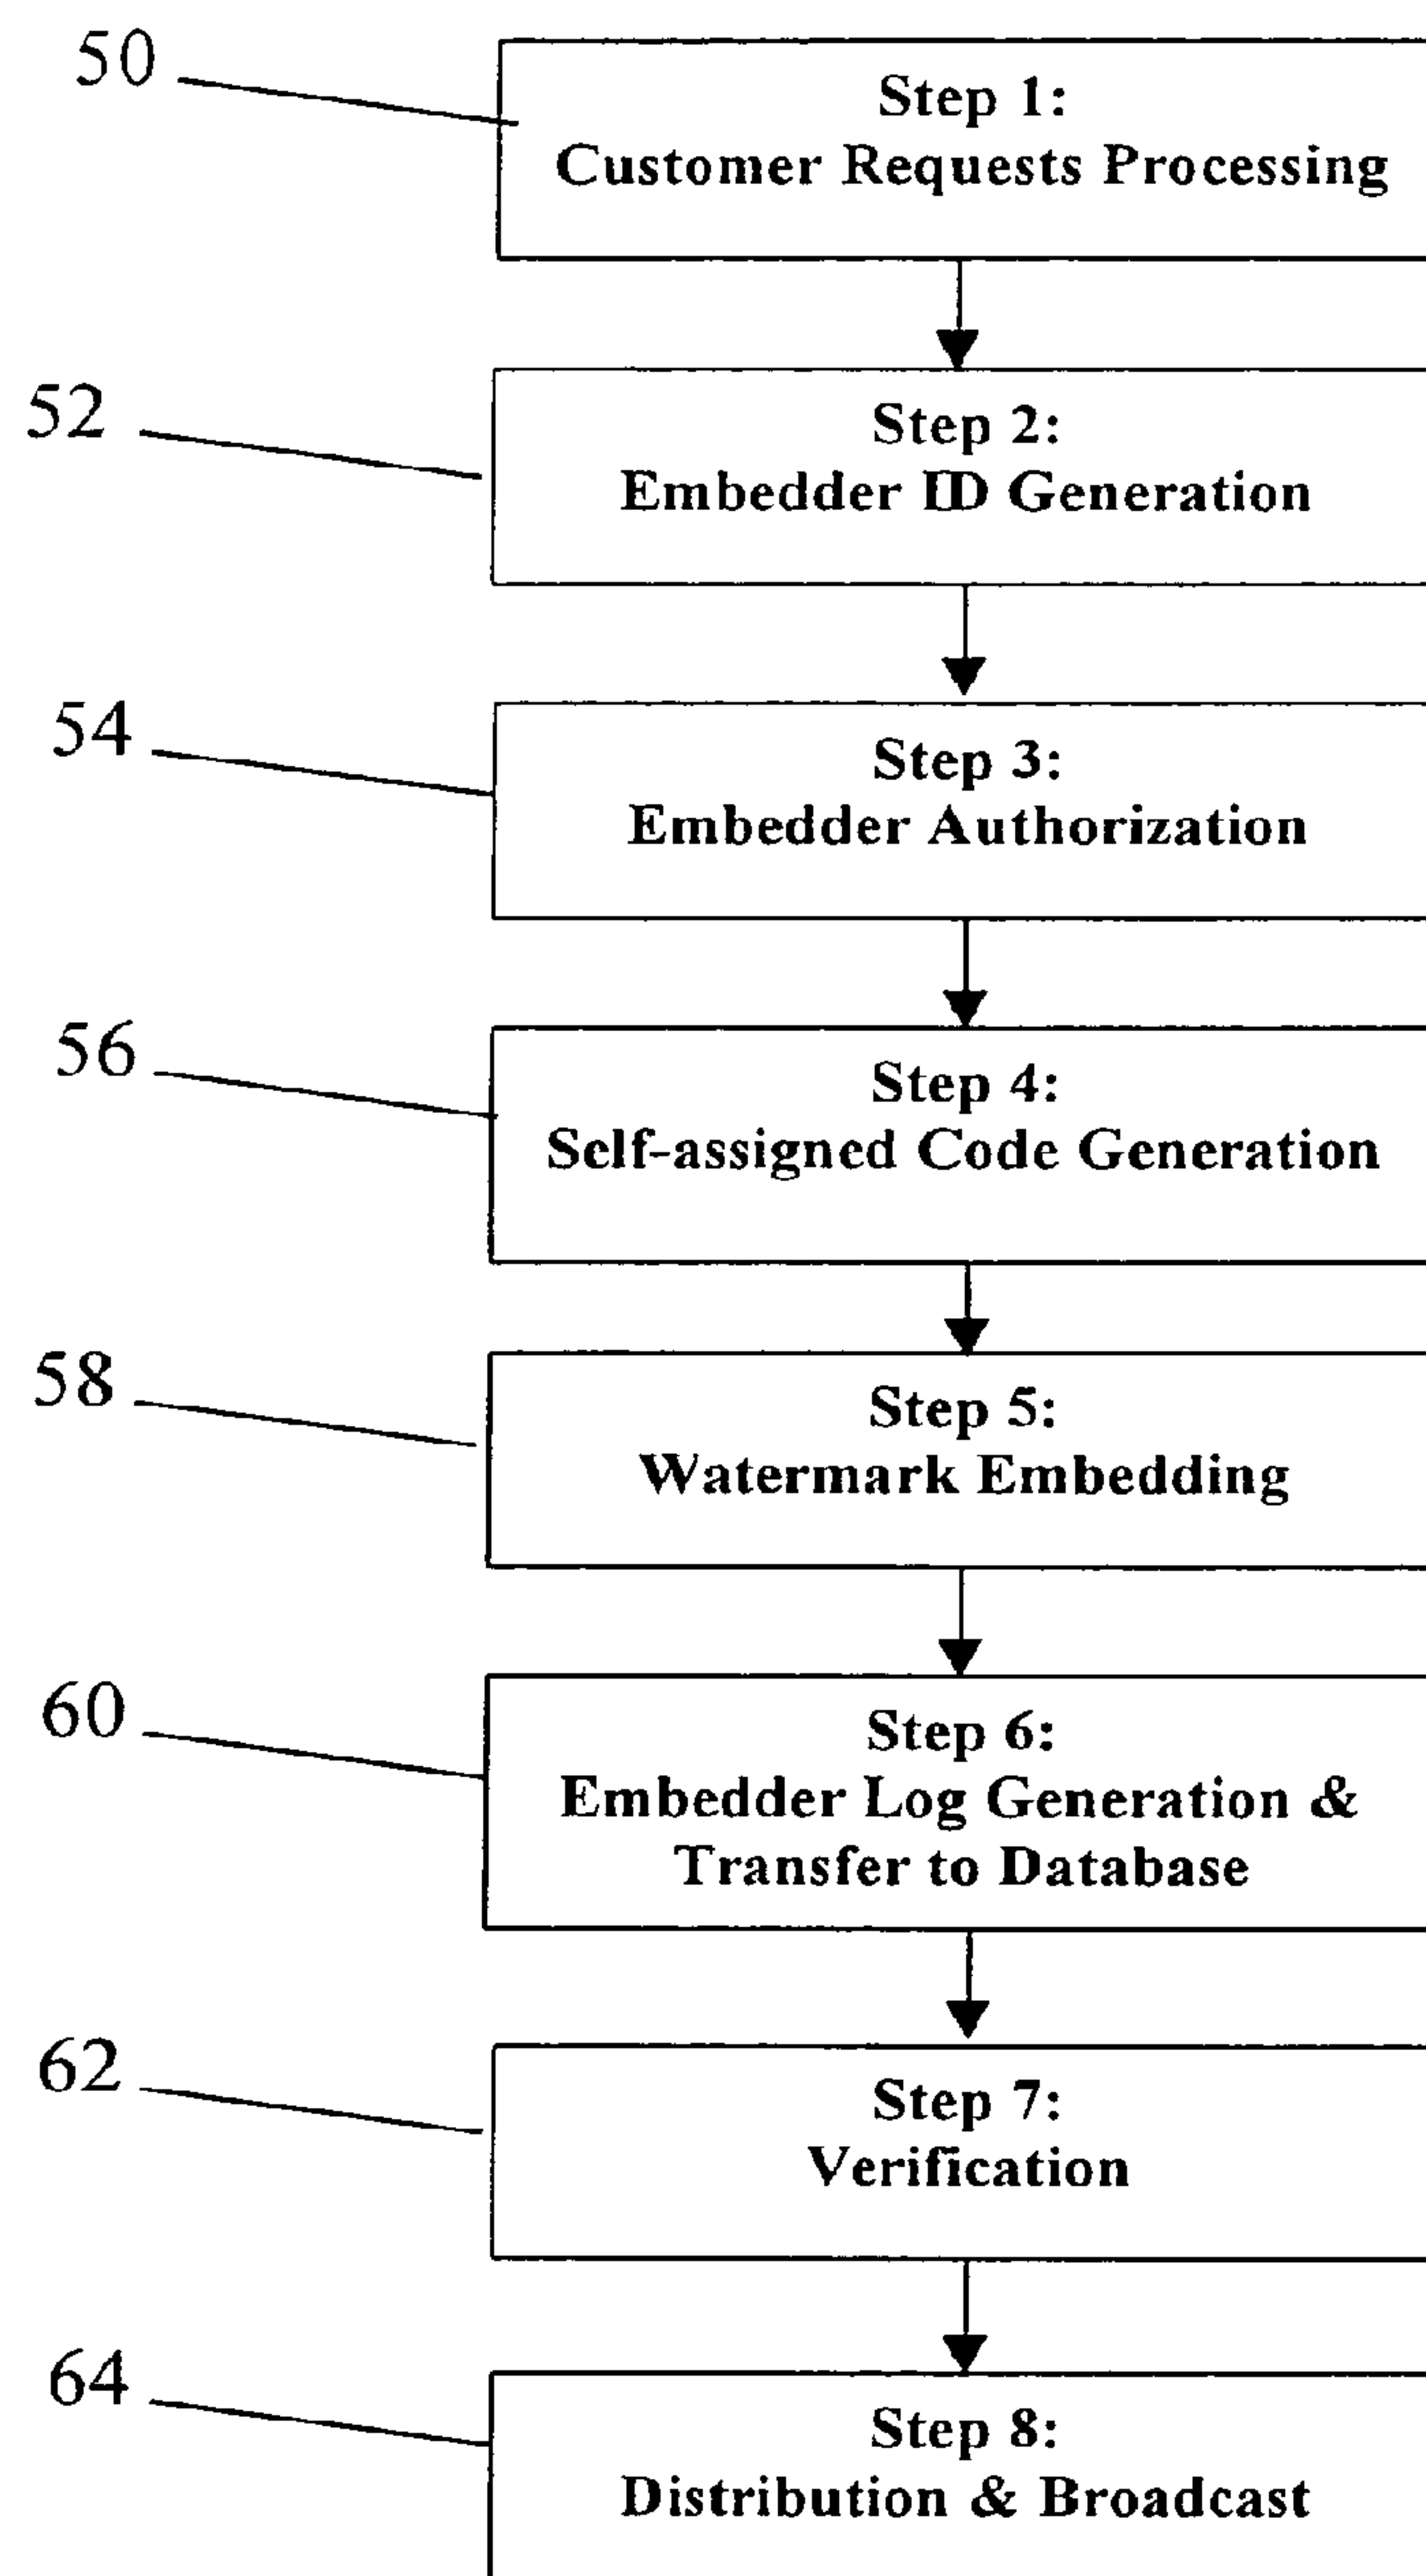 50
Step 1:
Customer Requests Processing
52
Step 2:
Embedder ID Generation
54
Step 3:
Embedder Authorization
56
Step 4:
Self-assigned Code Generation
58
Step 5:
Watermark Embedding
60
Step 6:
Embedder Log Generation &
Transfer to Database
62
Step 7:
Verification
64
Step 8:
Distribution & Broadcast